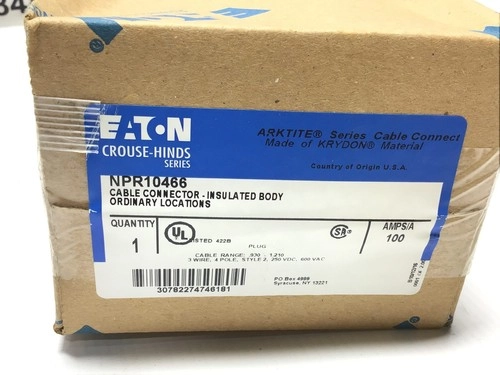 EATON
CROUSE-HINDS
SERIES
ARKTITE® Series Cable Connect
Made of KRYDON® Material
Country of Origin U.S.A.
NPR10466
CABLE CONNECTOR - INSULATED BODY
ORDINARY LOCATIONS
QUANTITY
1
UL
LISTED 422B
SA®
AMPS/A
100
PLUG
CABLE RANGE: .930 - 1.210
3 WIRE, 4 POLE, STYLE 2, 250 VDC, 600 VAC
30782274746181
P.O.Box 4999
Syracuse, NY 13221